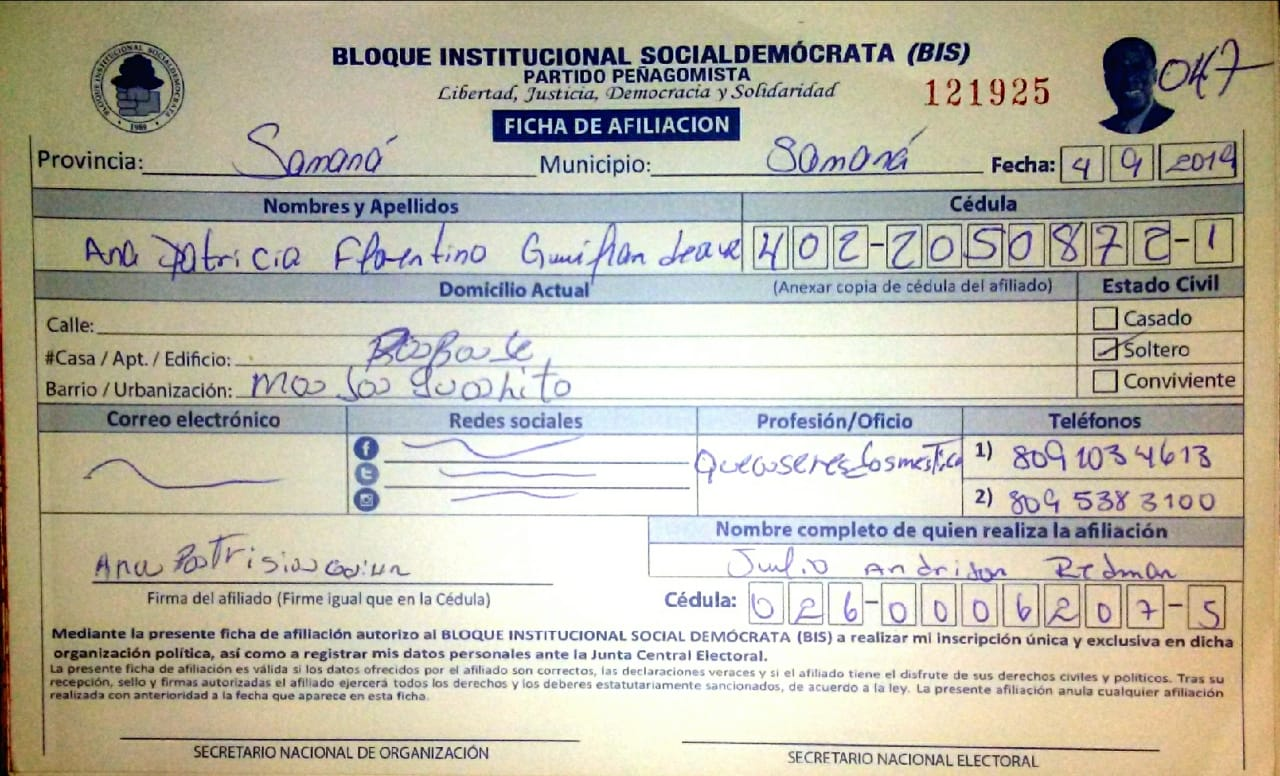 BLOQUE INSTITUCIONAL SOCIALDEMÓCRATA (BIS)
PARTIDO PEÑAGOMISTA
Libertad, Justicia, Democracia y Solidaridad
121925
047
BLOQUE INSTITUCIONAL SOCIALDEMOCRATA
1989
FICHA DE AFILIACION
Provincia: Samaná Municipio: Samaná Fecha: 4 9 2019
Nombres y Apellidos Cédula
Ana Patricia Florentino 402-2050872-1
Domicilio Actual (Anexar copia de cédula del afiliado) Estado Civil
Calle: Casado
#Casa / Apt. / Edificio: Soltero
Barrio / Urbanización: Conviviente
Correo electrónico Redes sociales Profesión/Oficio Teléfonos
1) 809 103 4613
2) 809 538 3100
Nombre completo de quien realiza la afiliación
Julio Andrison Redman
Ana Patrisia
Firma del afiliado (Firme igual que en la Cédula) Cédula: 026-0006207-5
Mediante la presente ficha de afiliación autorizo al BLOQUE INSTITUCIONAL SOCIAL DEMÓCRATA (BIS) a realizar mi inscripción única y exclusiva en dicha
organización política, así como a registrar mis datos personales ante la Junta Central Electoral.
La presente ficha de afiliación es válida si los datos ofrecidos por el afiliado son correctos, las declaraciones veraces y si el afiliado tiene el disfrute de sus derechos civiles y políticos. Tras su
recepción, sello y firmas autorizadas el afiliado ejercerá todos los derechos y los deberes estatutariamente sancionados, de acuerdo a la ley. La presente afiliación anula cualquier afiliación
realizada con anterioridad a la fecha que aparece en esta ficha.
SECRETARIO NACIONAL DE ORGANIZACIÓN SECRETARIO NACIONAL ELECTORAL